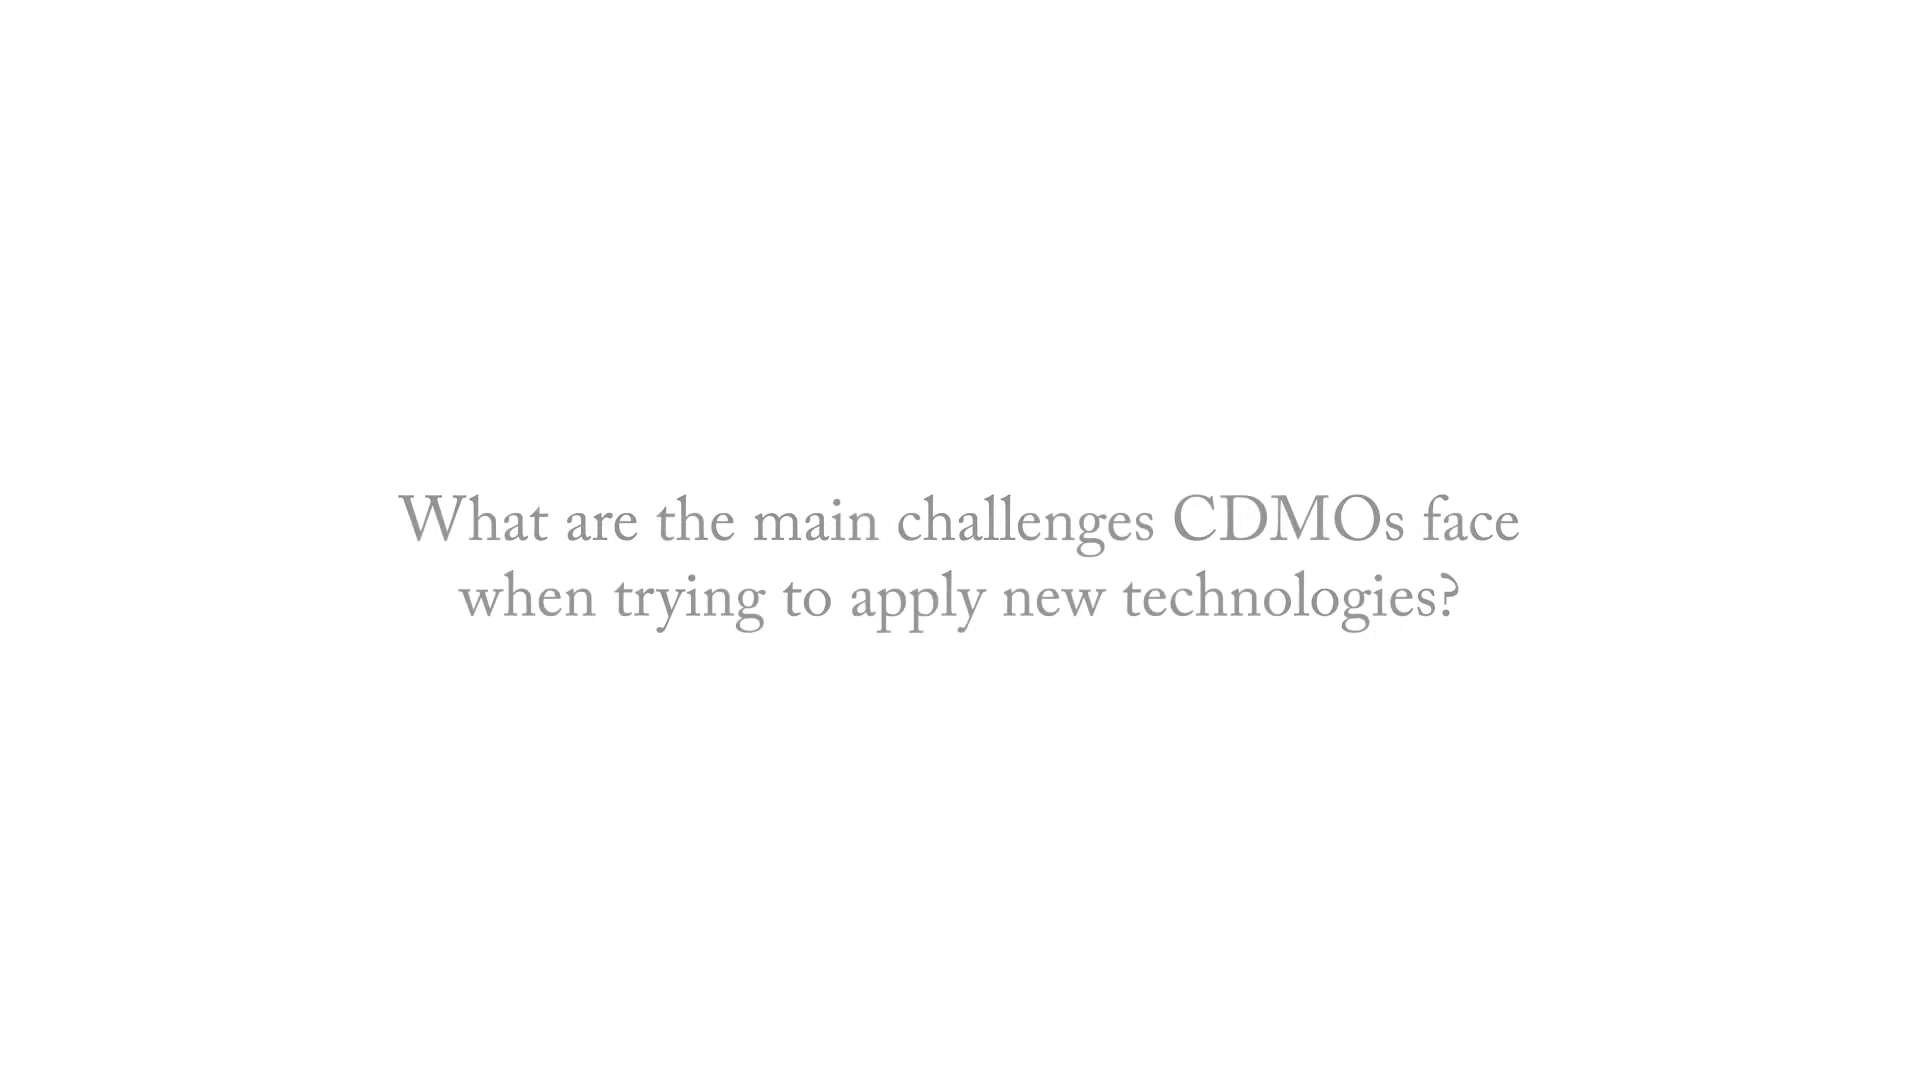 What are the main challenges CDMOs face
when trying to apply new technologies?